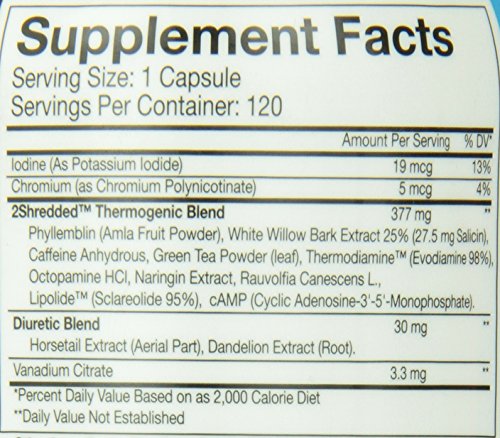 Supplement Facts
Serving Size: 1 Capsule
Servings Per Container: 120
Amount Per Serving % DV*
Iodine (As Potassium Iodide) 19 mcg 13%
Chromium (as Chromium Polynicotinate) 5 mcg 4%
2Shredded™ Thermogenic Blend 377 mg **
Phyllemblin (Amla Fruit Powder), White Willow Bark Extract 25% (27.5 mg Salicin),
Caffeine Anhydrous, Green Tea Powder (leaf), Thermodiamine™ (Evodiamine 98%),
Octopamine HCl, Naringin Extract, Rauvolfia Canescens L.,
Lipolide™ (Sclareolide 95%), cAMP (Cyclic Adenosine-3'-5'-Monophosphate).
Diuretic Blend 30 mg **
Horsetail Extract (Aerial Part), Dandelion Extract (Root).
Vanadium Citrate 3.3 mg **
*Percent Daily Value Based on as 2,000 Calorie Diet
**Daily Value Not Established